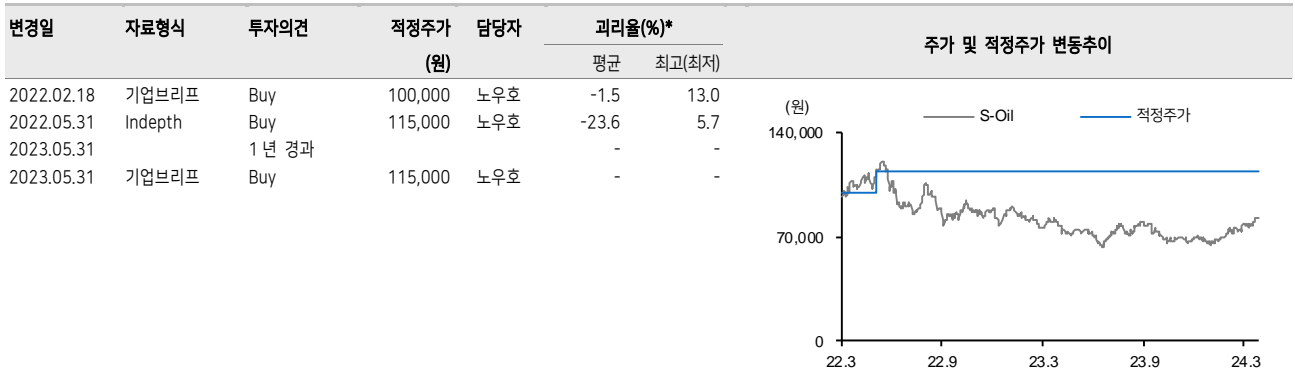 변경일 자료형식 투자의견 적정주가 담당자 괴리율(%)*
(원) 평균 최고(최저)
2022.02.18 기업브리프 Buy 100,000 노우호 -1.5 13.0
2022.05.31 Indepth Buy 115,000 노우호 -23.6 5.7
2023.05.31 1년 경과 - -
2023.05.31 기업브리프 Buy 115,000 노우호 - -
주가 및 적정주가 변동추이
(원) S-Oil 적정주가
140,000
70,000
0
22.3 22.9 23.3 23.9 24.3